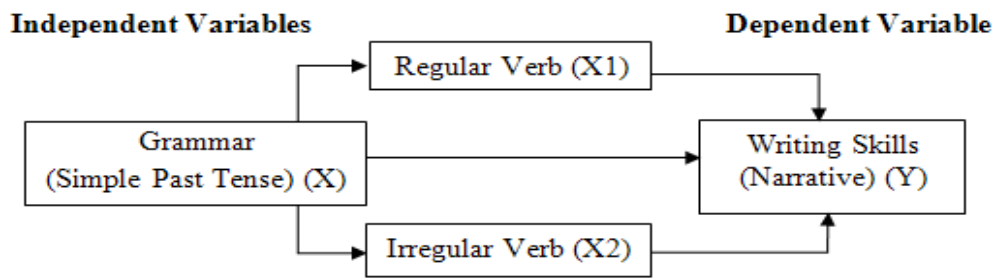 Independent Variables
Dependent Variable
Regular Verb (X1)
Grammar
(Simple Past Tense) (X)
Writing Skills
(Narrative) (Y)
Irregular Verb (X2)